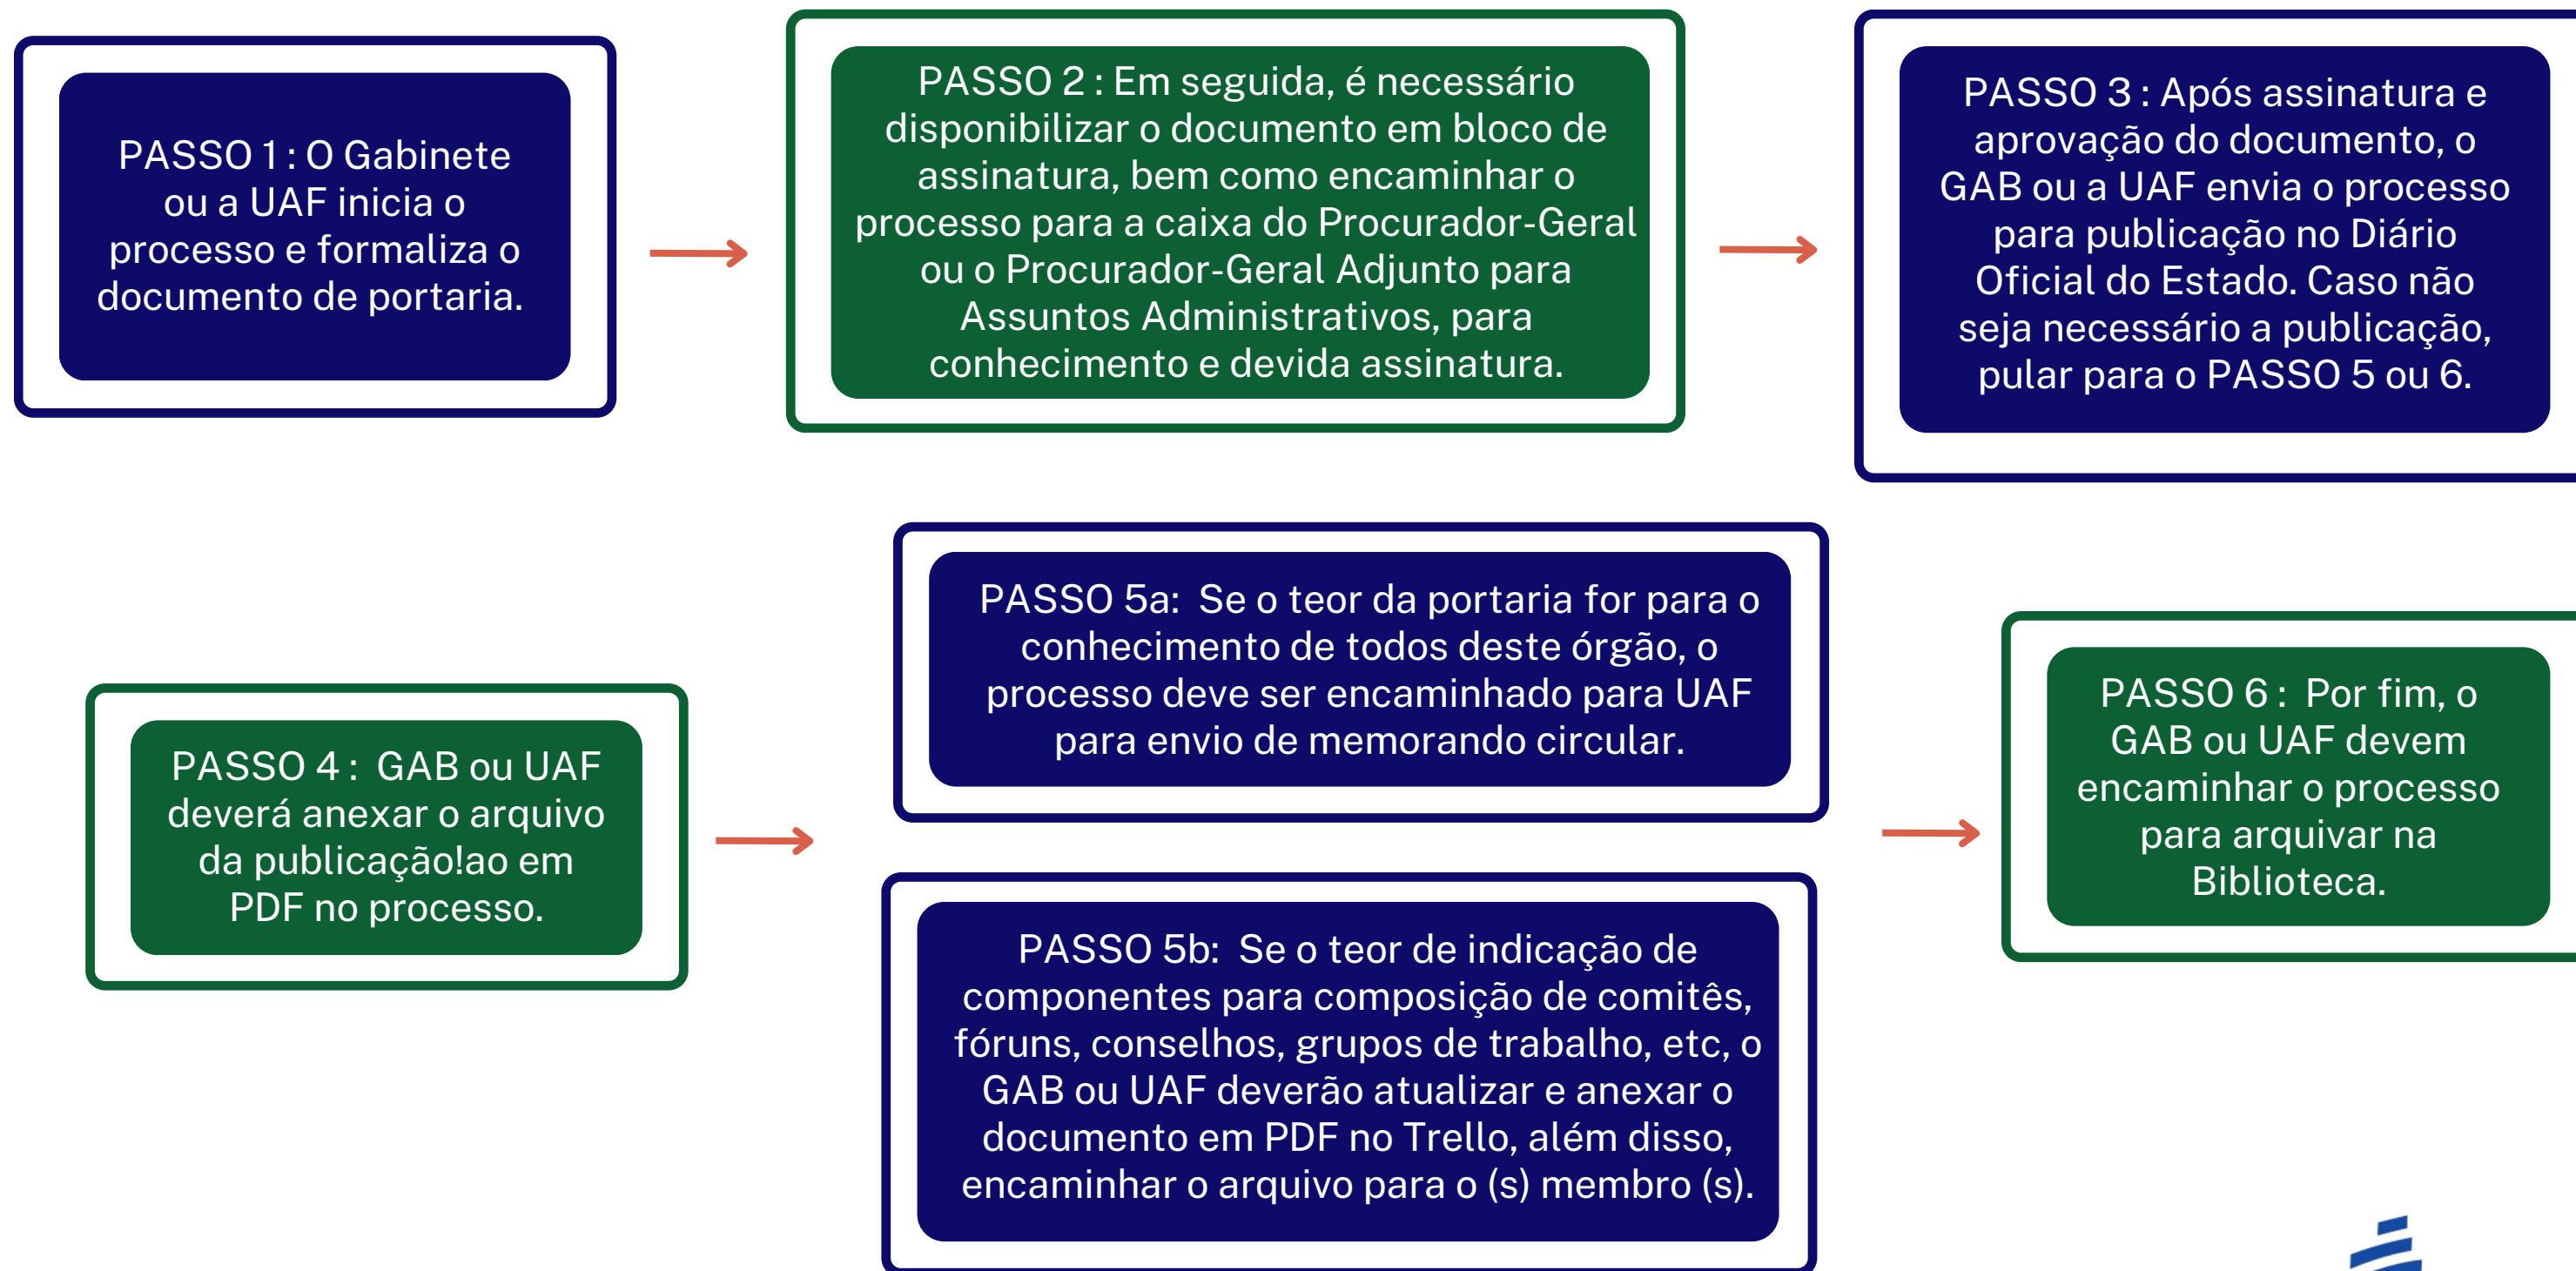 PASSO 1 : O Gabinete
ou a UAF inicia o
processo e formaliza o
documento de portaria.
PASSO 2 : Em seguida, é necessário
disponibilizar o documento em bloco de
assinatura, bem como encaminhar o
processo para a caixa do Procurador-Geral
ou o Procurador-Geral Adjunto para
Assuntos Administrativos, para
conhecimento e devida assinatura.
PASSO 3 : Após assinatura e
aprovação do documento, o
GAB ou a UAF envia o processo
para publicação no Diário
Oficial do Estado. Caso não
seja necessário a publicação,
pular para o PASSO 5 ou 6.
PASSO 4 : GAB ou UAF
deverá anexar o arquivo
da publicação!ao em
PDF no processo.
PASSO 5a: Se o teor da portaria for para o
conhecimento de todos deste órgão, o
processo deve ser encaminhado para UAF
para envio de memorando circular.
PASSO 5b: Se o teor de indicação de
componentes para composição de comitês,
fóruns, conselhos, grupos de trabalho, etc, o
GAB ou UAF deverão atualizar e anexar o
documento em PDF no Trello, além disso,
encaminhar o arquivo para o (s) membro (s).
PASSO 6 : Por fim, o
GAB ou UAF devem
encaminhar o processo
para arquivar na
Biblioteca.